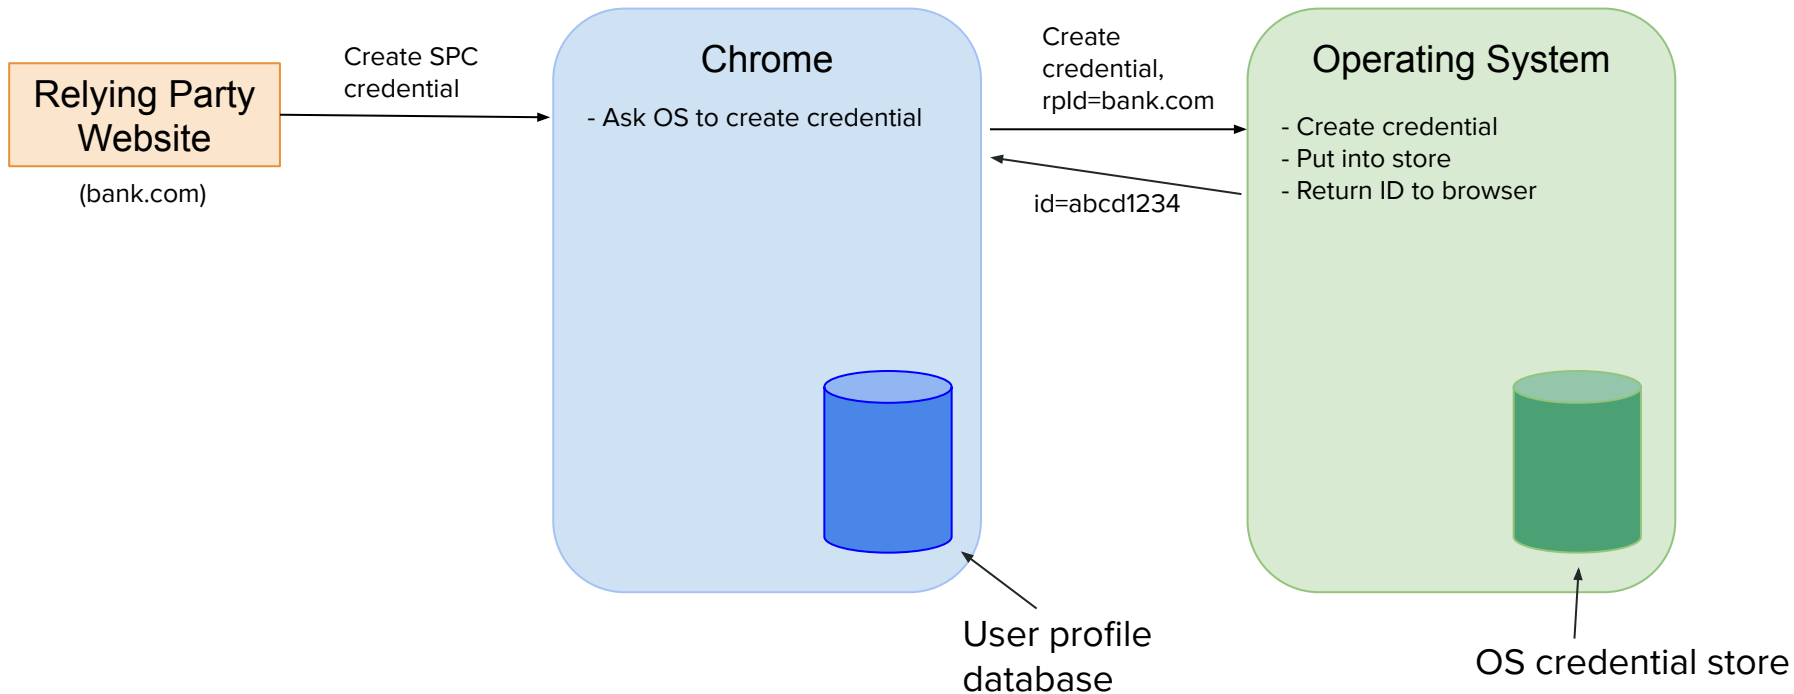 Relying Party
Website
(bank.com)
Create SPC
credential
Chrome
- Ask OS to create credential
Create
credential,
rpId=bank.com
id=abcd1234
Operating System
- Create credential
- Put into store
- Return ID to browser
User profile
database
OS credential store